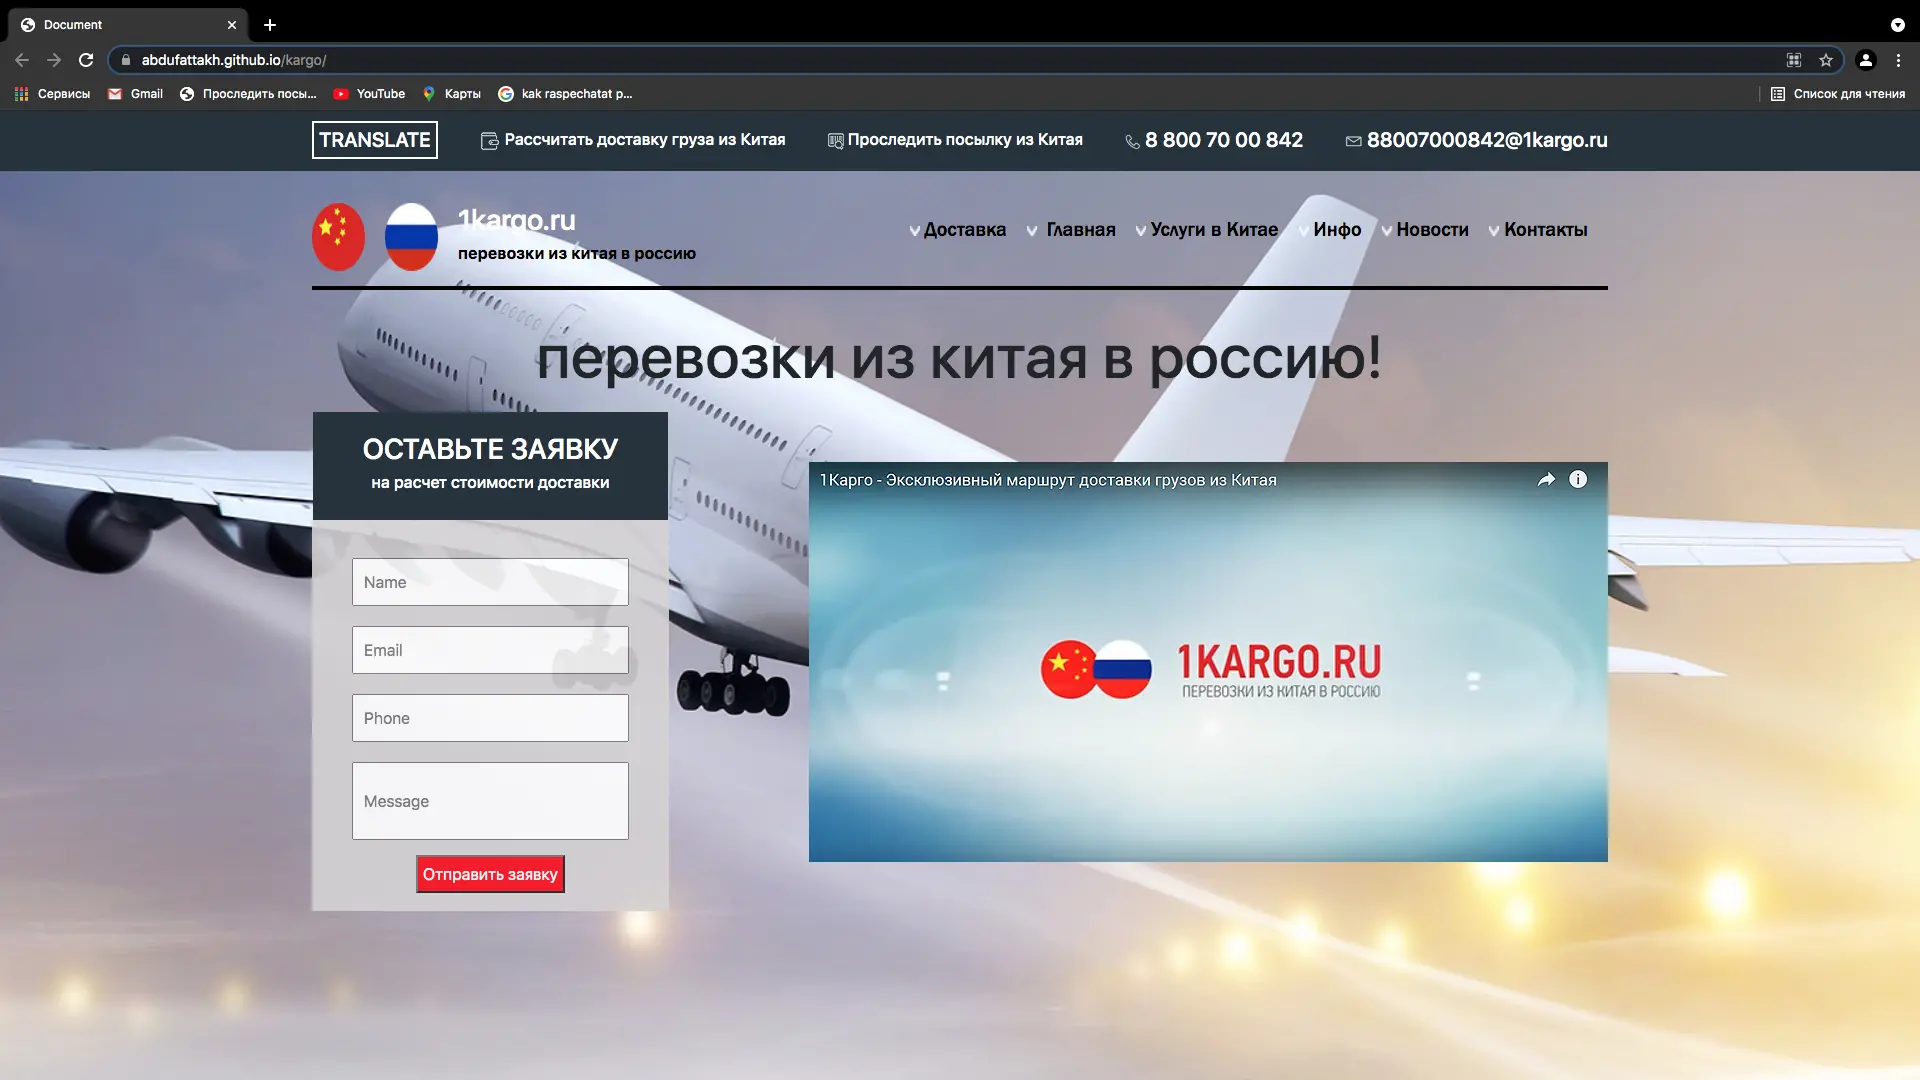 Document
abdufattakh.github.io/kargo/
Сервисы
Gmail
Проследить посы...
YouTube
Карты
kak raspechatat p...
Список для чтения
TRANSLATE
Рассчитать доставку груза из Китая
Проследить посылку из Китая
8 800 70 00 842
88007000842@1kargo.ru
1kargo.ru
перевозки из китая в россию
Доставка
Главная
Услуги в Китае
Инфо
Новости
Контакты
перевозки из китая в россию!
ОСТАВЬТЕ ЗАЯВКУ
на расчет стоимости доставки
Name
Email
Phone
Message
Отправить заявку
1Карго - Эксклюзивный маршрут доставки грузов из Китая
1KARGO.RU
ПЕРЕВОЗКИ ИЗ КИТАЯ В РОССИЮ